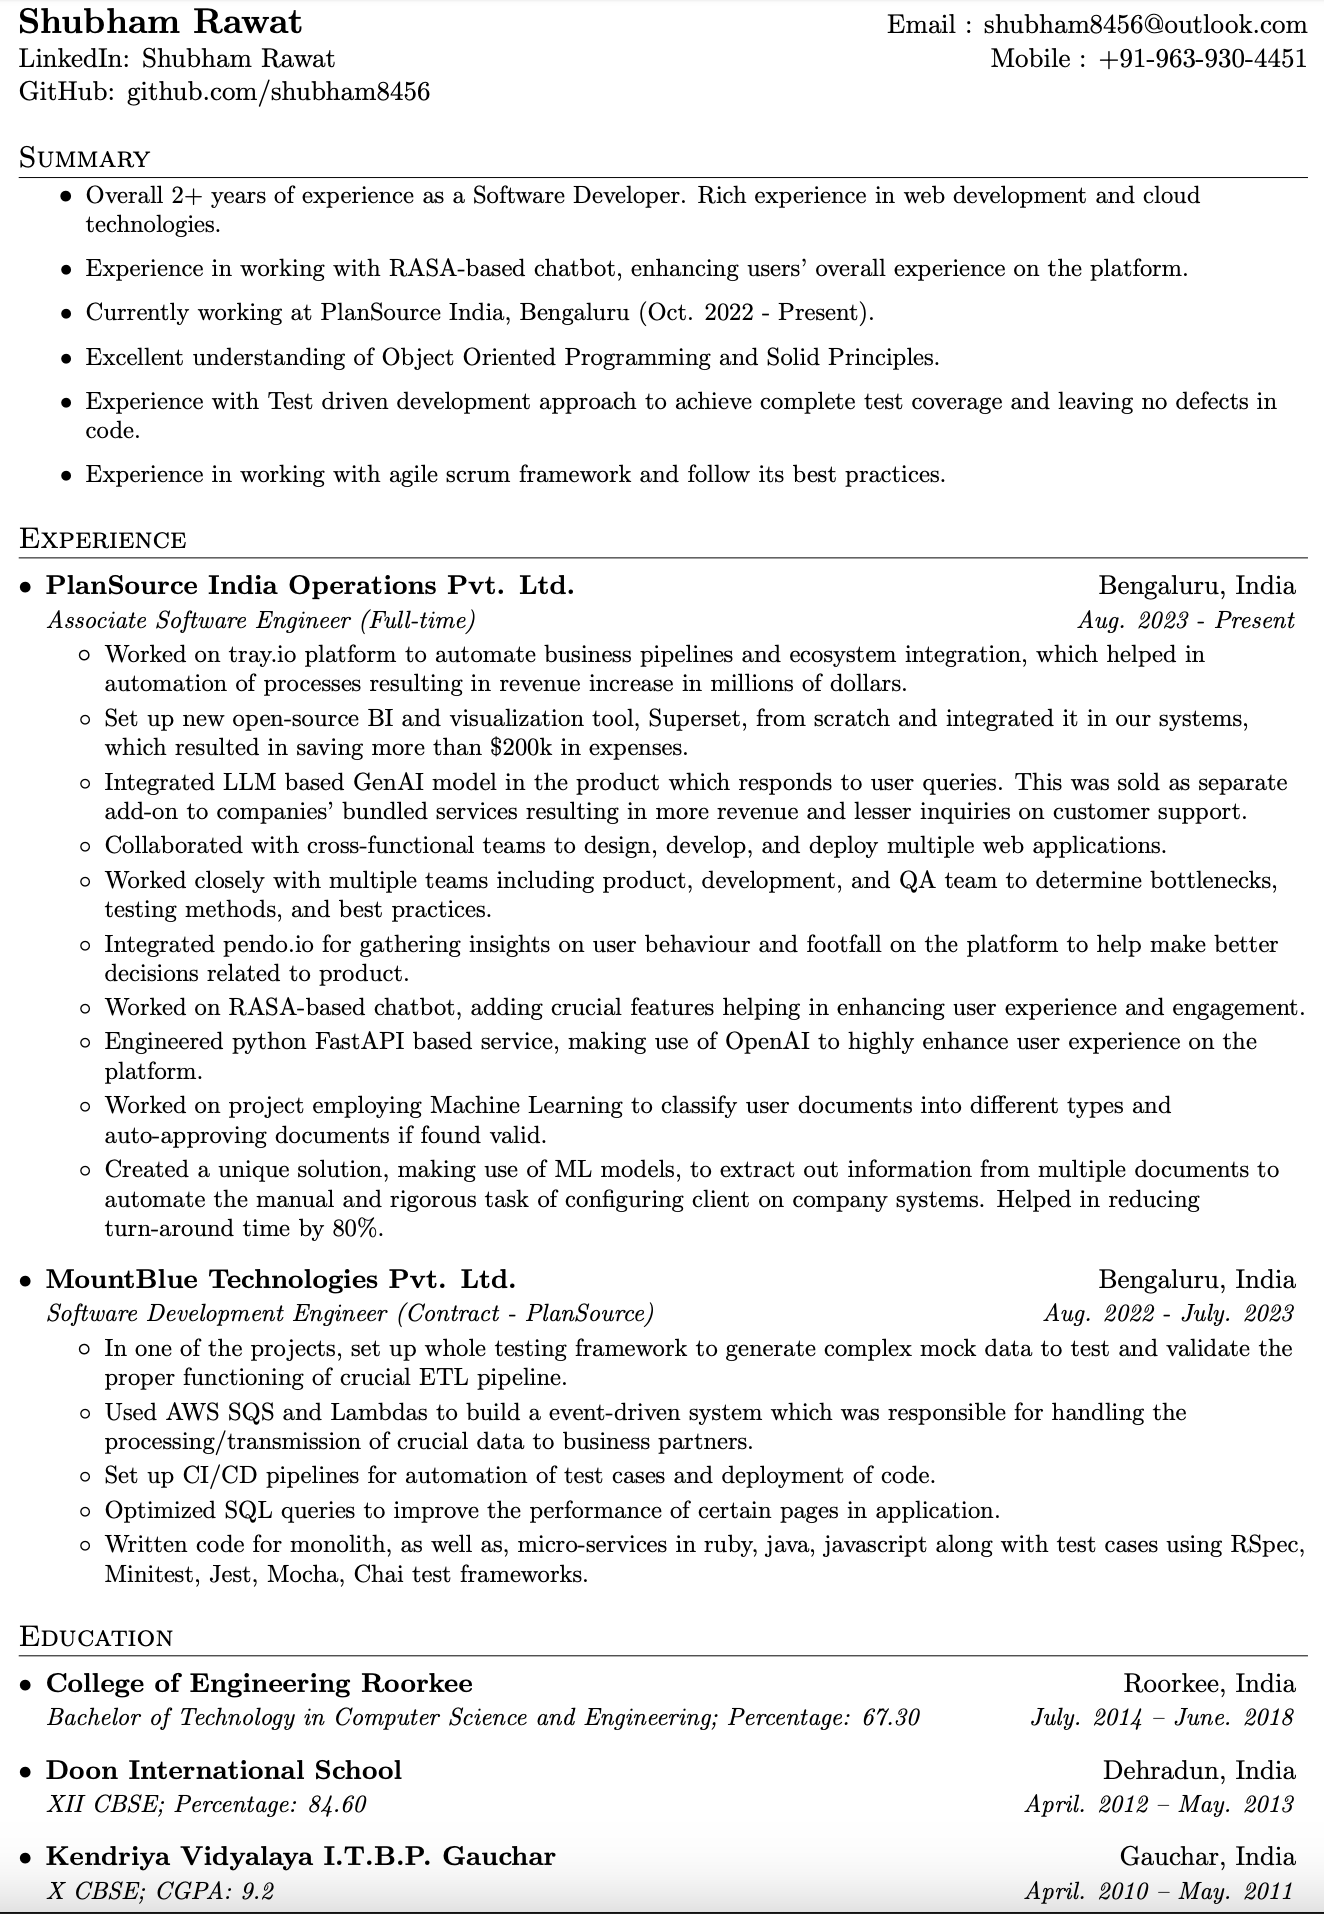 Shubham Rawat
Email : shubham8456@outlook.com
LinkedIn: Shubham Rawat
Mobile : +91-963-930-4451
GitHub: github.com/shubham8456
SUMMARY
• Overall 2+ years of experience as a Software Developer. Rich experience in web development and cloud
technologies.
• Experience in working with RASA-based chatbot, enhancing users' overall experience on the platform.
• Currently working at PlanSource India, Bengaluru (Oct. 2022 - Present).
• Excellent understanding of Object Oriented Programming and Solid Principles.
• Experience with Test driven development approach to achieve complete test coverage and leaving no defects in
code.
• Experience in working with agile scrum framework and follow its best practices.
EXPERIENCE
• PlanSource India Operations Pvt. Ltd.
Bengaluru, India
Associate Software Engineer (Full-time)
Aug. 2023 - Present
◦ Worked on tray.io platform to automate business pipelines and ecosystem integration, which helped in
automation of processes resulting in revenue increase in millions of dollars.
◦ Set up new open-source BI and visualization tool, Superset, from scratch and integrated it in our systems,
which resulted in saving more than $200k in expenses.
◦ Integrated LLM based GenAI model in the product which responds to user queries. This was sold as separate
add-on to companies' bundled services resulting in more revenue and lesser inquiries on customer support.
◦ Collaborated with cross-functional teams to design, develop, and deploy multiple web applications.
◦ Worked closely with multiple teams including product, development, and QA team to determine bottlenecks,
testing methods, and best practices.
◦ Integrated pendo.io for gathering insights on user behaviour and footfall on the platform to help make better
decisions related to product.
◦ Worked on RASA-based chatbot, adding crucial features helping in enhancing user experience and engagement.
◦ Engineered python FastAPI based service, making use of OpenAI to highly enhance user experience on the
platform.
◦ Worked on project employing Machine Learning to classify user documents into different types and
auto-approving documents if found valid.
◦ Created a unique solution, making use of ML models, to extract out information from multiple documents to
automate the manual and rigorous task of configuring client on company systems. Helped in reducing
turn-around time by 80%.
• MountBlue Technologies Pvt. Ltd.
Bengaluru, India
Software Development Engineer (Contract - PlanSource)
Aug. 2022 - July. 2023
◦ In one of the projects, set up whole testing framework to generate complex mock data to test and validate the
proper functioning of crucial ETL pipeline.
◦ Used AWS SQS and Lambdas to build a event-driven system which was responsible for handling the
processing/transmission of crucial data to business partners.
◦ Set up CI/CD pipelines for automation of test cases and deployment of code.
◦ Optimized SQL queries to improve the performance of certain pages in application.
◦ Written code for monolith, as well as, micro-services in ruby, java, javascript along with test cases using RSpec,
Minitest, Jest, Mocha, Chai test frameworks.
EDUCATION
• College of Engineering Roorkee
Roorkee, India
Bachelor of Technology in Computer Science and Engineering; Percentage: 67.30
July. 2014 – June. 2018
• Doon International School
Dehradun, India
XII CBSE; Percentage: 84.60
April. 2012 – May. 2013
• Kendriya Vidyalaya I.T.B.P. Gauchar
Gauchar, India
X CBSE; CGPA: 9.2
April. 2010 – May. 2011